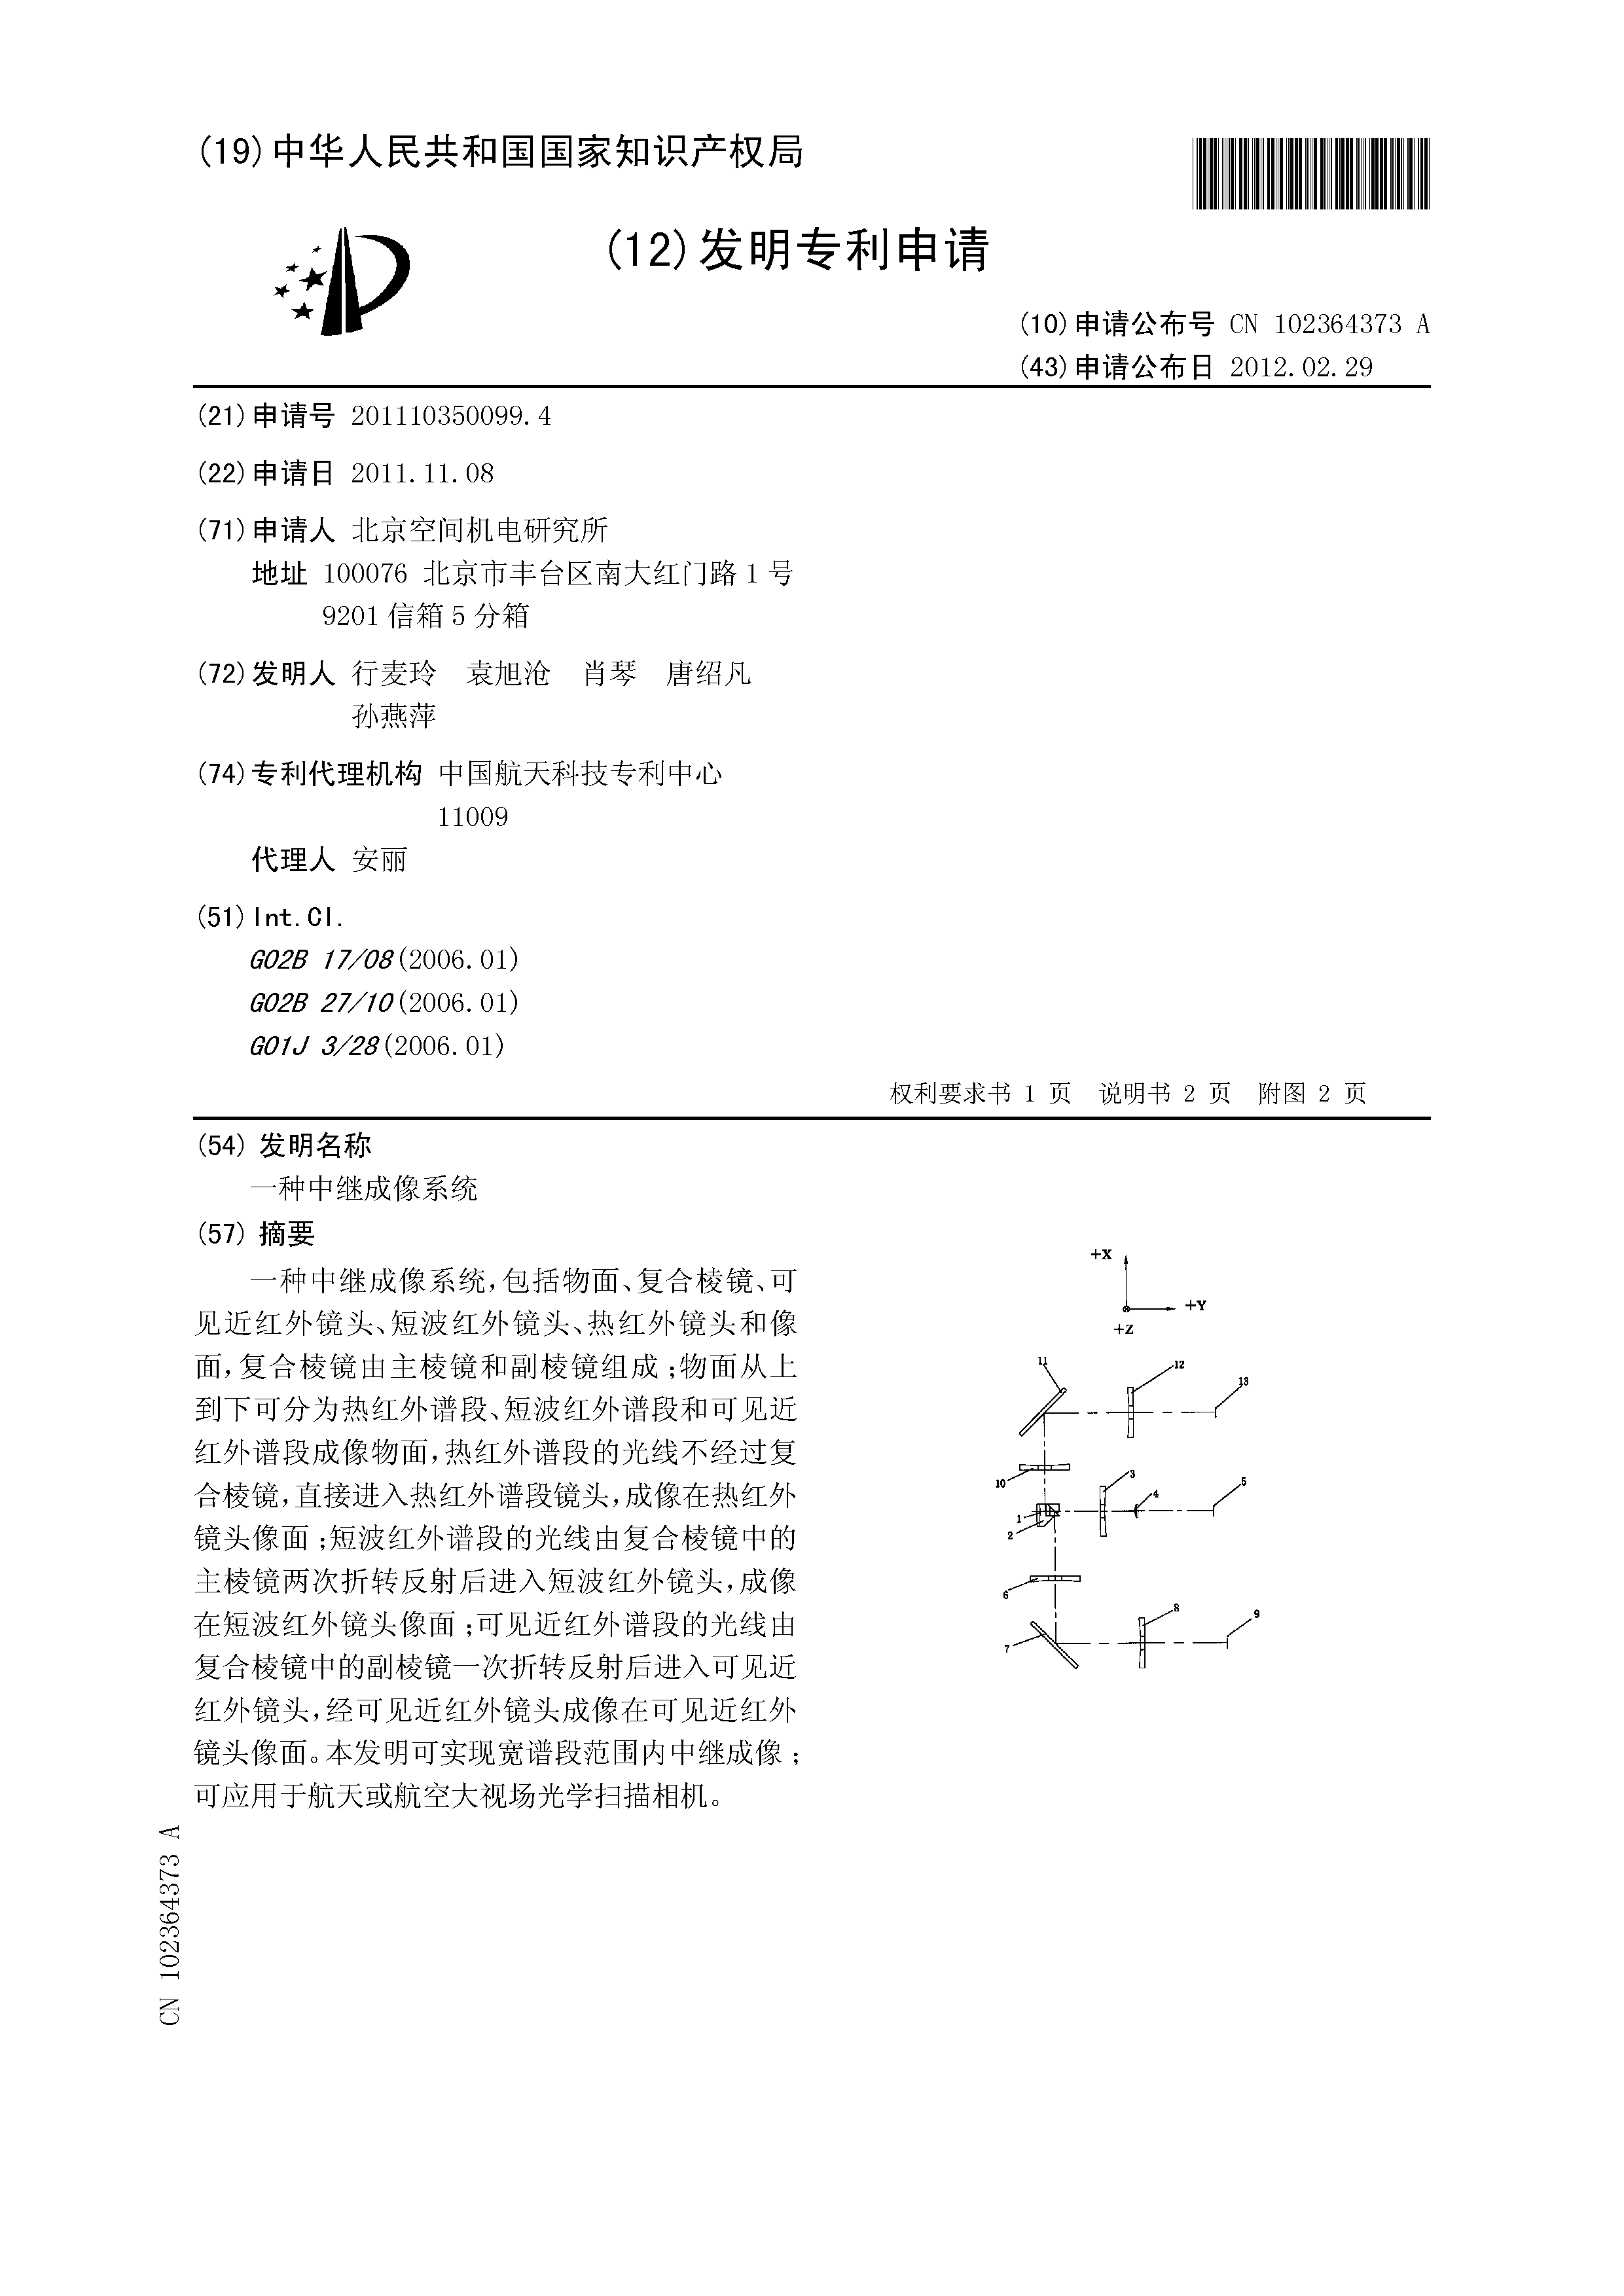 (19)中华人民共和国国家知识产权局
(12)发明专利申请
(10)申请公布号 CN 102364373 A
(43)申请公布日 2012.02.29
(21)申请号 201110350099.4
(22)申请日 2011.11.08
(71)申请人 北京空间机电研究所
地址 100076 北京市丰台区南大红门路1号
9201信箱5分箱
(72)发明人 行麦玲 袁旭沧 肖琴 唐绍凡
孙燕萍
(74)专利代理机构 中国航天科技专利中心
11009
代理人 安丽
(51)Int.Cl.
G02B 17/08(2006.01)
G02B 27/10(2006.01)
G01J 3/28(2006.01)
权利要求书 1 页 说明书 2 页 附图 2 页
(54)发明名称
一种中继成像系统
(57)摘要
一种中继成像系统,包括物面、复合棱镜、可
见近红外镜头、短波红外镜头、热红外镜头和像
面,复合棱镜由主棱镜和副棱镜组成;物面从上
到下可分为热红外谱段、短波红外谱段和可见近
红外谱段成像物面,热红外谱段的光线不经过复
合棱镜,直接进入热红外谱段镜头,成像在热红外
镜头像面;短波红外谱段的光线由复合棱镜中的
主棱镜两次折转反射后进入短波红外镜头,成像
在短波红外镜头像面;可见近红外谱段的光线由
复合棱镜中的副棱镜一次折转反射后进入可见近
红外镜头,经可见近红外镜头成像在可见近红外
镜头像面。本发明可实现宽谱段范围内中继成像;
可应用于航天或航空大视场光学扫描相机。
+X
+Y
+Z
11
12
13
10
3
4
5
1
2
6
7
8
9
CN 102364373 A